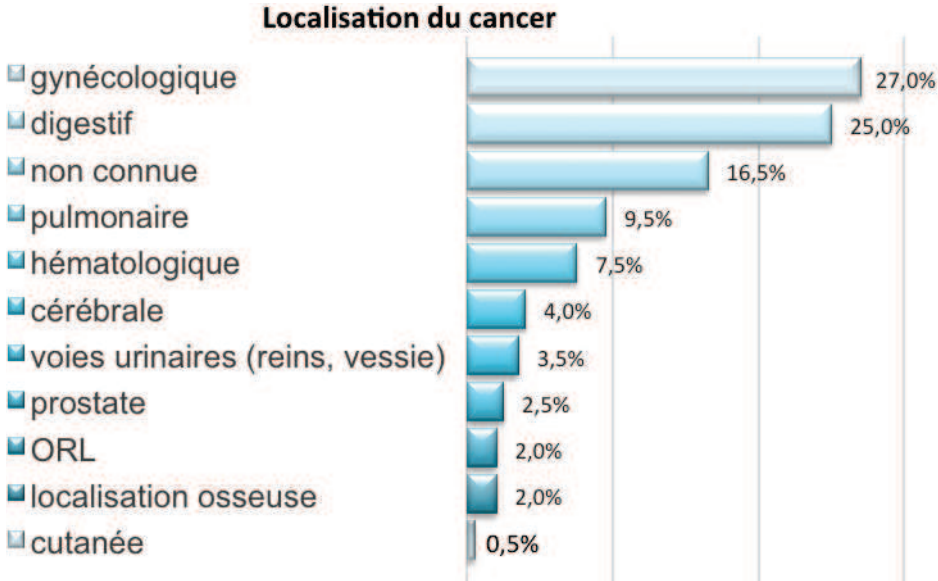 Localisation du cancer
gynécologique 27,0%
digestif 25,0%
non connue 16,5%
pulmonaire 9,5%
hématologique 7,5%
cérébrale 4,0%
voies urinaires (reins, vessie) 3,5%
prostate 2,5%
ORL 2,0%
localisation osseuse 2,0%
cutanée 0,5%